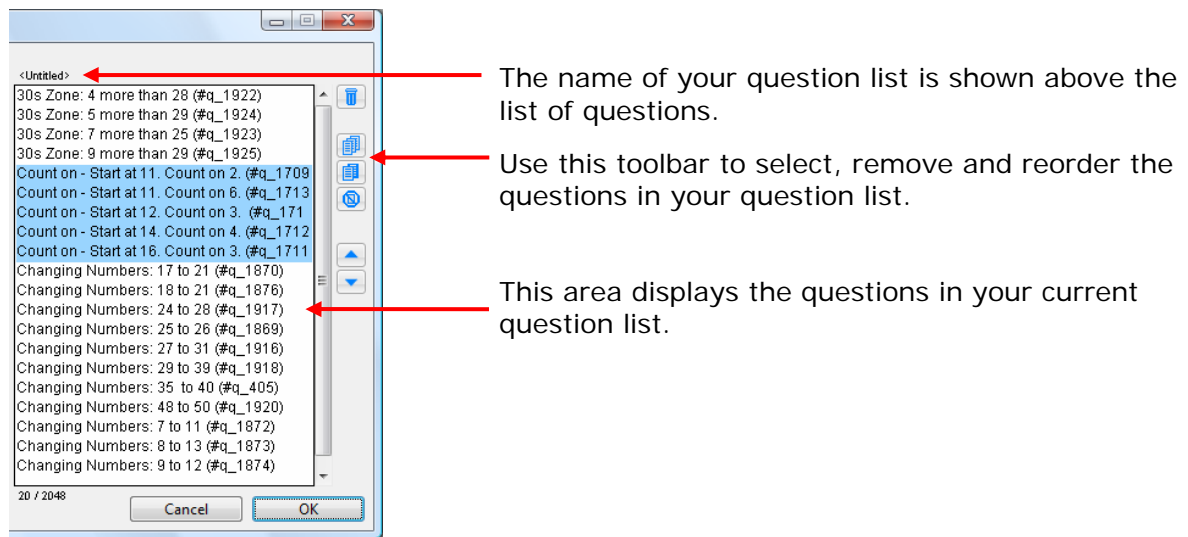 <Untitled>
30s Zone: 4 more than 28 (#q_1922)
30s Zone: 5 more than 29 (#q_1924)
30s Zone: 7 more than 25 (#q_1923)
30s Zone: 9 more than 29 (#q_1925)
Count on - Start at 11. Count on 2. (#q_1709
Count on - Start at 11. Count on 6. (#q_1713
Count on - Start at 12. Count on 3.  (#q_171
Count on - Start at 14. Count on 4. (#q_1712
Count on - Start at 16. Count on 3. (#q_1711
Changing Numbers: 17 to 21 (#q_1870)
Changing Numbers: 18 to 21 (#q_1876)
Changing Numbers: 24 to 28 (#q_1917)
Changing Numbers: 25 to 26 (#q_1869)
Changing Numbers: 27 to 31 (#q_1916)
Changing Numbers: 29 to 39 (#q_1918)
Changing Numbers: 35  to 40 (#q_405)
Changing Numbers: 48 to 50 (#q_1920)
Changing Numbers: 7 to 11 (#q_1872)
Changing Numbers: 8 to 13 (#q_1873)
Changing Numbers: 9 to 12 (#q_1874)
20 / 2048
Cancel
OK
The name of your question list is shown above the
list of questions.
Use this toolbar to select, remove and reorder the
questions in your question list.
This area displays the questions in your current
question list.